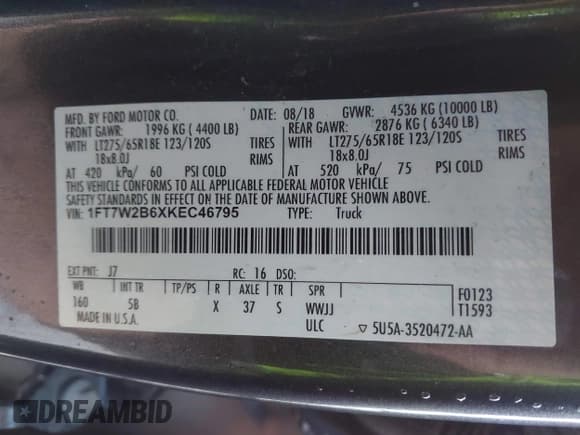 MFD. BY FORD MOTOR CO. DATE: 08/18 GVWR: 4536 KG (10000 LB)
FRONT GAWR: 1996 KG ( 4400 LB) REAR GAWR: 2876 KG ( 6340 LB)
WITH LT275/65R18E 123/120S TIRES WITH LT275/65R18E 123/120S TIRES
18x8.0J RIMS 18x8.0J RIMS
AT 420 kPa/ 60 PSI COLD AT 520 kPa/ 75 PSI COLD
THIS VEHICLE CONFORMS TO ALL APPLICABLE FEDERAL MOTOR VEHICLE
SAFETY STANDARDS IN EFFECT ON THE DATE OF MANUFACTURE SHOWN ABOVE.
VIN: 1FT7W2B6XKEC46795 TYPE: Truck
EXT PNT: J7 RC: 16 DSO:
WB INT TR TP/PS R AXLE TR SPR F0123
160 5B X 37 S WWJJ T1593
MADE IN U.S.A. ULC ▽ 5U5A-3520472-AA
DREAMBID